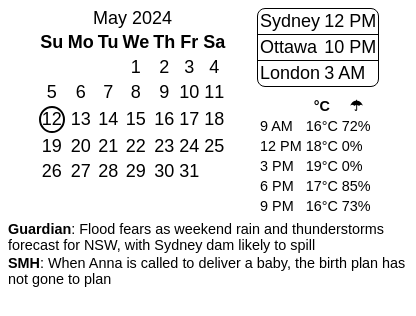 May 2024
Su Mo Tu We Th Fr Sa
1 2 3 4
5 6 7 8 9 10 11
12 13 14 15 16 17 18
19 20 21 22 23 24 25
26 27 28 29 30 31
Sydney 12 PM
Ottawa 10 PM
London 3 AM
°C ☂
9 AM 16°C 72%
12 PM 18°C 0%
3 PM 19°C 0%
6 PM 17°C 85%
9 PM 16°C 73%
Guardian: Flood fears as weekend rain and thunderstorms
forecast for NSW, with Sydney dam likely to spill
SMH: When Anna is called to deliver a baby, the birth plan has
not gone to plan